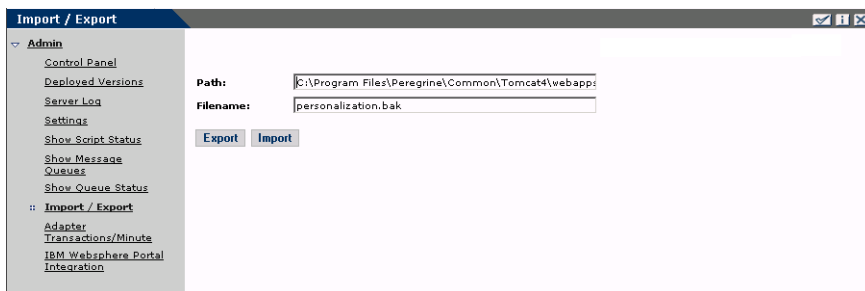 Import / Export
Admin
Control Panel
Deployed Versions
Server Log
Settings
Show Script Status
Show Message
Queues
Show Queue Status
Import / Export
Adapter
Transactions/Minute
IBM Websphere Portal
Integration
Path: C:\Program Files\Peregrine\Common\Tomcat4\webapps
Filename: personalization.bak
Export Import